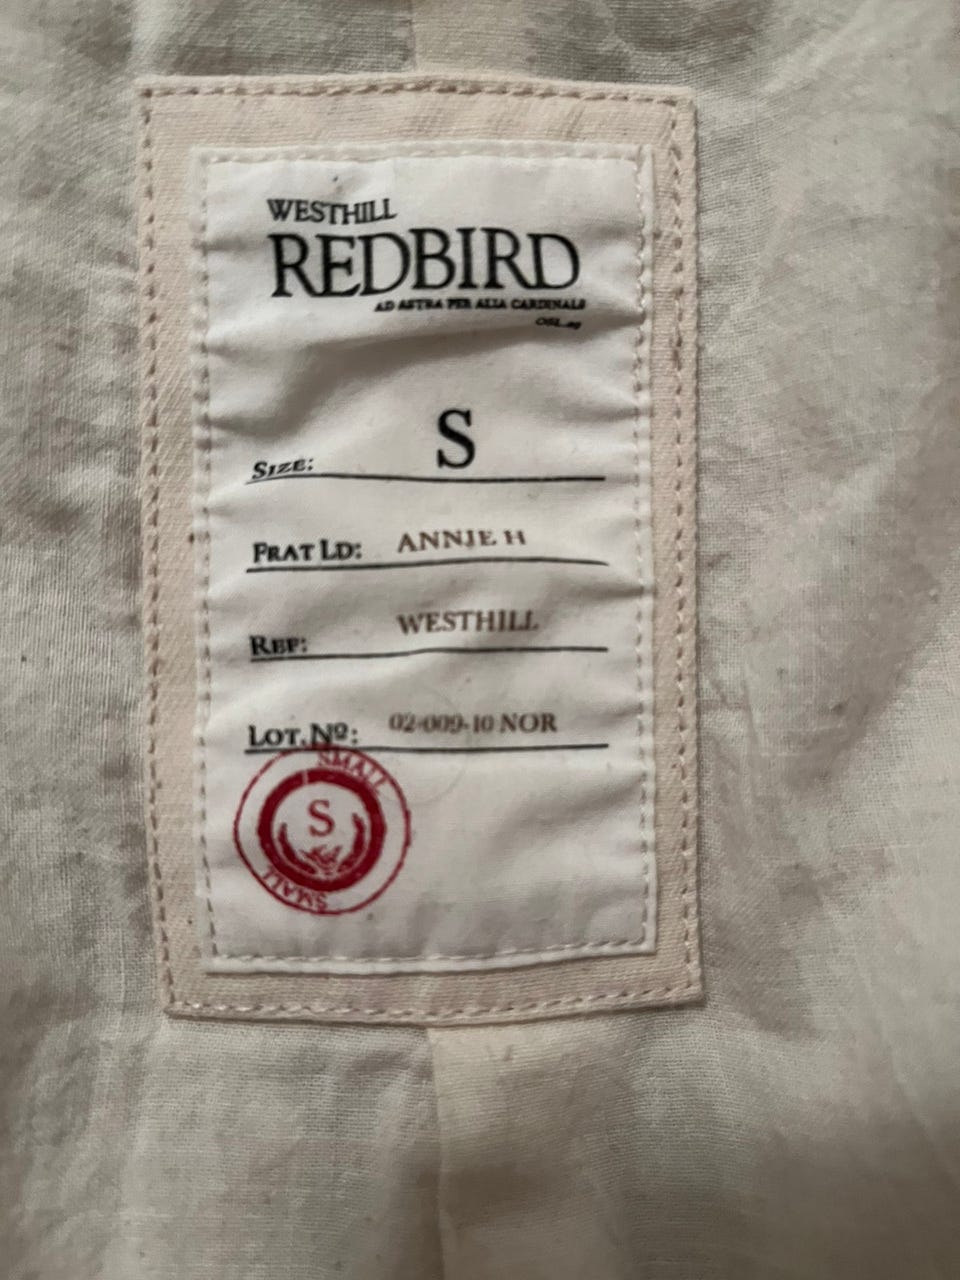 WESTHILL
REDBIRD
AD ASTRA PER ALIA CARDINALS
SIZE: S
FRAT LD: ANNIE H
REF: WESTHILL
LOT. Nº: 02-009-10 NOR
SMALL
S
SMALL